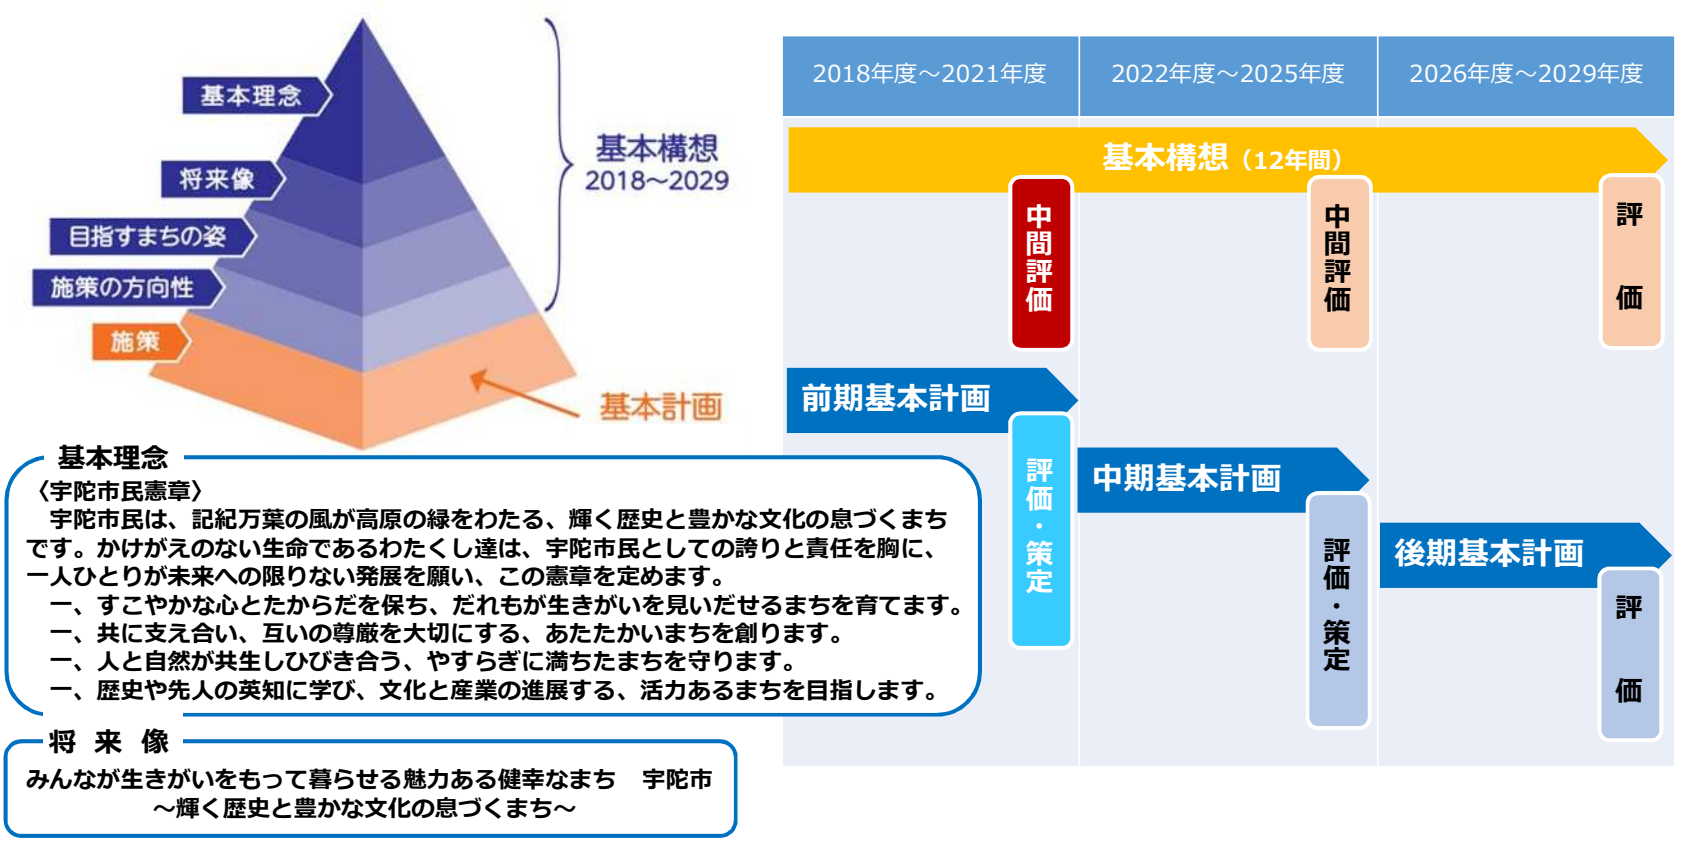 基本理念
将来像
目指すまちの姿
施策の方向性
施策
基本構想
2018～2029
基本計画
基本理念
〈宇陀市民憲章〉
宇陀市民は、記紀万葉の風が高原の緑をわたる、輝く歴史と豊かな文化の息づくまち
です。かけがえのない生命であるわたくし達は、宇陀市民としての誇りと責任を胸に、
一人ひとりが未来への限りない発展を願い、この憲章を定めます。
一、すこやかな心とたからだを保ち、だれもが生きがいを見いだせるまちを育てます。
一、共に支え合い、互いの尊厳を大切にする、あたたかいまちを創ります。
一、人と自然が共生しひびき合う、やすらぎに満ちたまちを守ります。
一、歴史や先人の英知に学び、文化と産業の進展する、活力あるまちを目指します。
将 来 像
みんなが生きがいをもって暮らせる魅力ある健幸なまち　宇陀市
～輝く歴史と豊かな文化の息づくまち～
2018年度～2021年度
2022年度～2025年度
2026年度～2029年度
基本構想（12年間）
中間評価
中間評価
評 価
前期基本計画
評価・策定
中期基本計画
評価・策定
後期基本計画
評 価